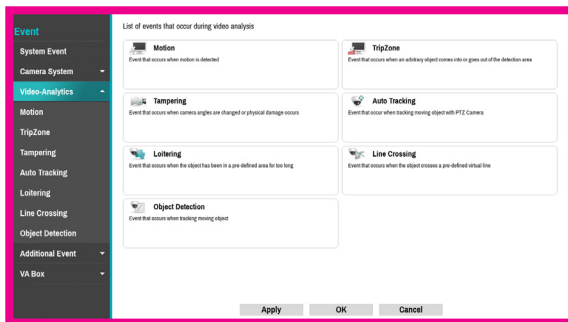 Event
System Event
Camera System
Video-Analytics
Motion
TripZone
Tampering
Auto Tracking
Loitering
Line Crossing
Object Detection
Additional Event
VA Box
List of events that occur during video analysis
Motion
Event that occurs when motion is detected
TripZone
Event that occurs when an arbitrary object comes into or goes out of the detection area
Tampering
Event that occurs when camera angles are changed or physical damage occurs
Auto Tracking
Event that occur when tracking moving object with PTZ Camera
Loitering
Event that occurs when the object has been in a pre-defined area for too long
Line Crossing
Event that occurs when the object crosses a pre-defined virtual line
Object Detection
Event that occurs when tracking moving object
Apply
OK
Cancel